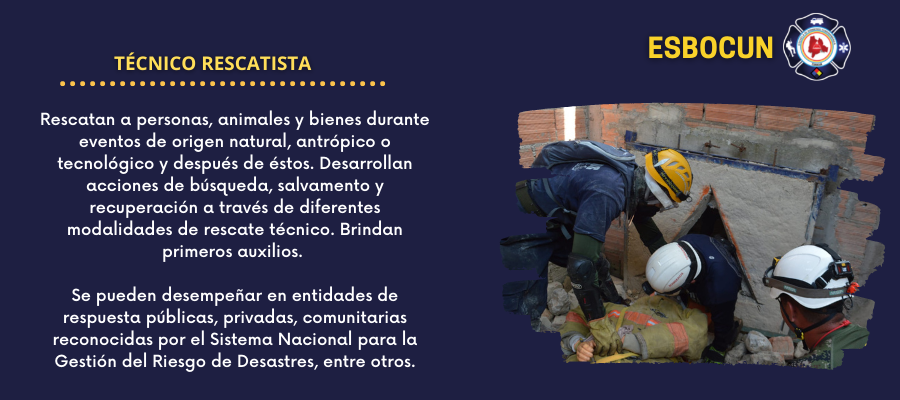 ESBOCUN
TÉCNICO RESCATISTA
Rescatan a personas, animales y bienes durante
eventos de origen natural, antrópico o
tecnológico y después de éstos. Desarrollan
acciones de búsqueda, salvamento y
recuperación a través de diferentes
modalidades de rescate técnico. Brindan
primeros auxilios.
Se pueden desempeñar en entidades de
respuesta públicas, privadas, comunitarias
reconocidas por el Sistema Nacional para la
Gestión del Riesgo de Desastres, entre otros.